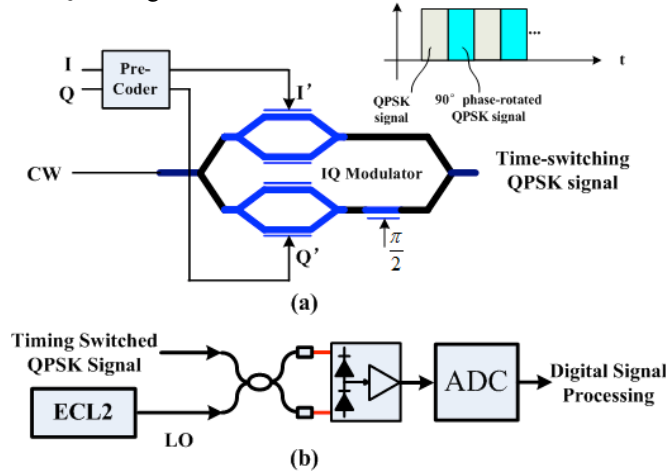 I
Q
Pre-
Coder
I'
Q'
CW
IQ Modulator
π
2
Time-switching
QPSK signal
QPSK
signal
90° phase-rotated
QPSK signal
...
t
(a)
Timing Switched
QPSK Signal
ECL2
LO
ADC
Digital Signal
Processing
(b)